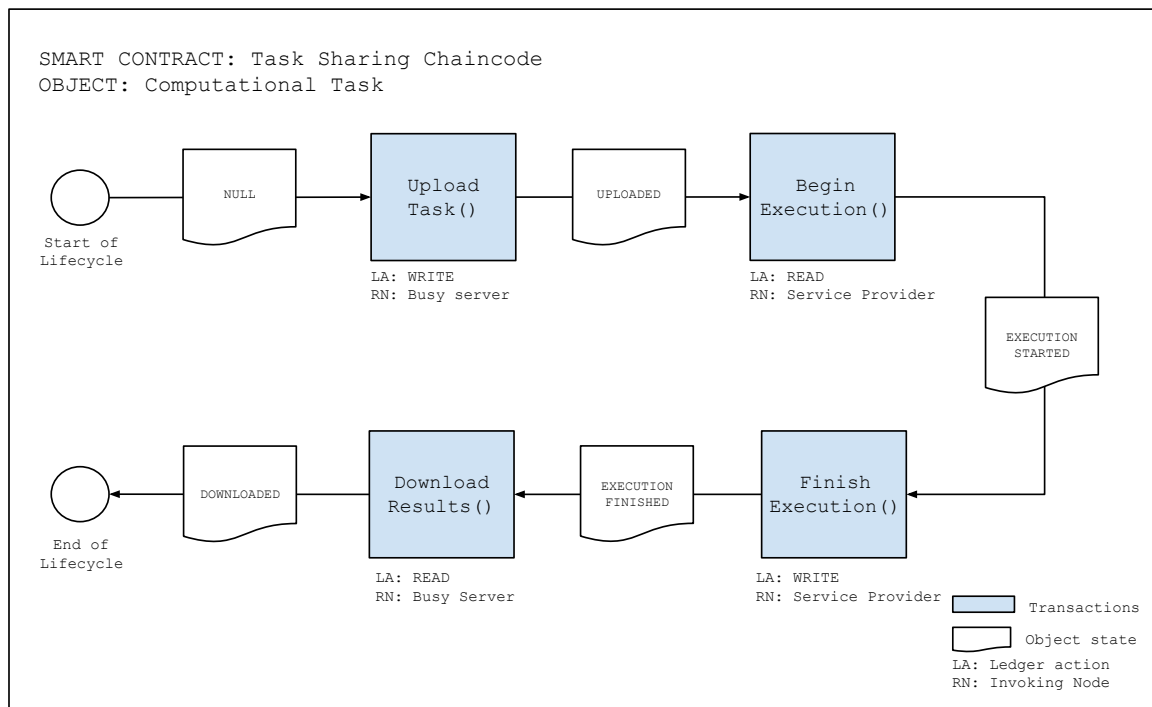 SMART CONTRACT: Task Sharing Chaincode
OBJECT: Computational Task
Start of
Lifecycle
NULL
Upload
Task()
LA: WRITE
RN: Busy server
UPLOADED
Begin
Execution()
LA: READ
RN: Service Provider
EXECUTION
STARTED
Finish
Execution()
LA: WRITE
RN: Service Provider
EXECUTION
FINISHED
Download
Results()
LA: READ
RN: Busy Server
DOWNLOADED
End of
Lifecycle
Transactions
Object state
LA: Ledger action
RN: Invoking Node